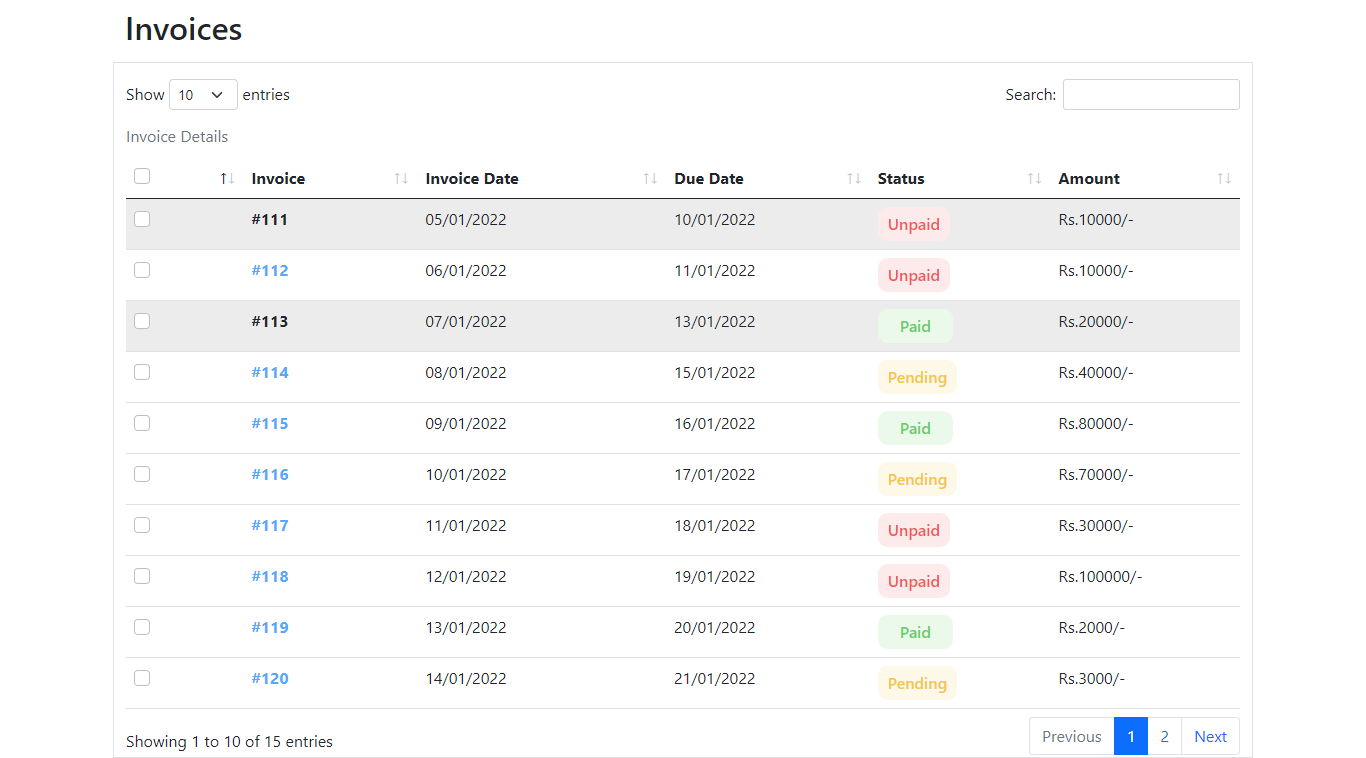 Invoices
Show 10 entries Search:
Invoice Details
Invoice Invoice Date Due Date Status Amount
#111 05/01/2022 10/01/2022 Unpaid Rs.10000/-
#112 06/01/2022 11/01/2022 Unpaid Rs.10000/-
#113 07/01/2022 13/01/2022 Paid Rs.20000/-
#114 08/01/2022 15/01/2022 Pending Rs.40000/-
#115 09/01/2022 16/01/2022 Paid Rs.80000/-
#116 10/01/2022 17/01/2022 Pending Rs.70000/-
#117 11/01/2022 18/01/2022 Unpaid Rs.30000/-
#118 12/01/2022 19/01/2022 Unpaid Rs.100000/-
#119 13/01/2022 20/01/2022 Paid Rs.2000/-
#120 14/01/2022 21/01/2022 Pending Rs.3000/-
Showing 1 to 10 of 15 entries Previous 1 2 Next